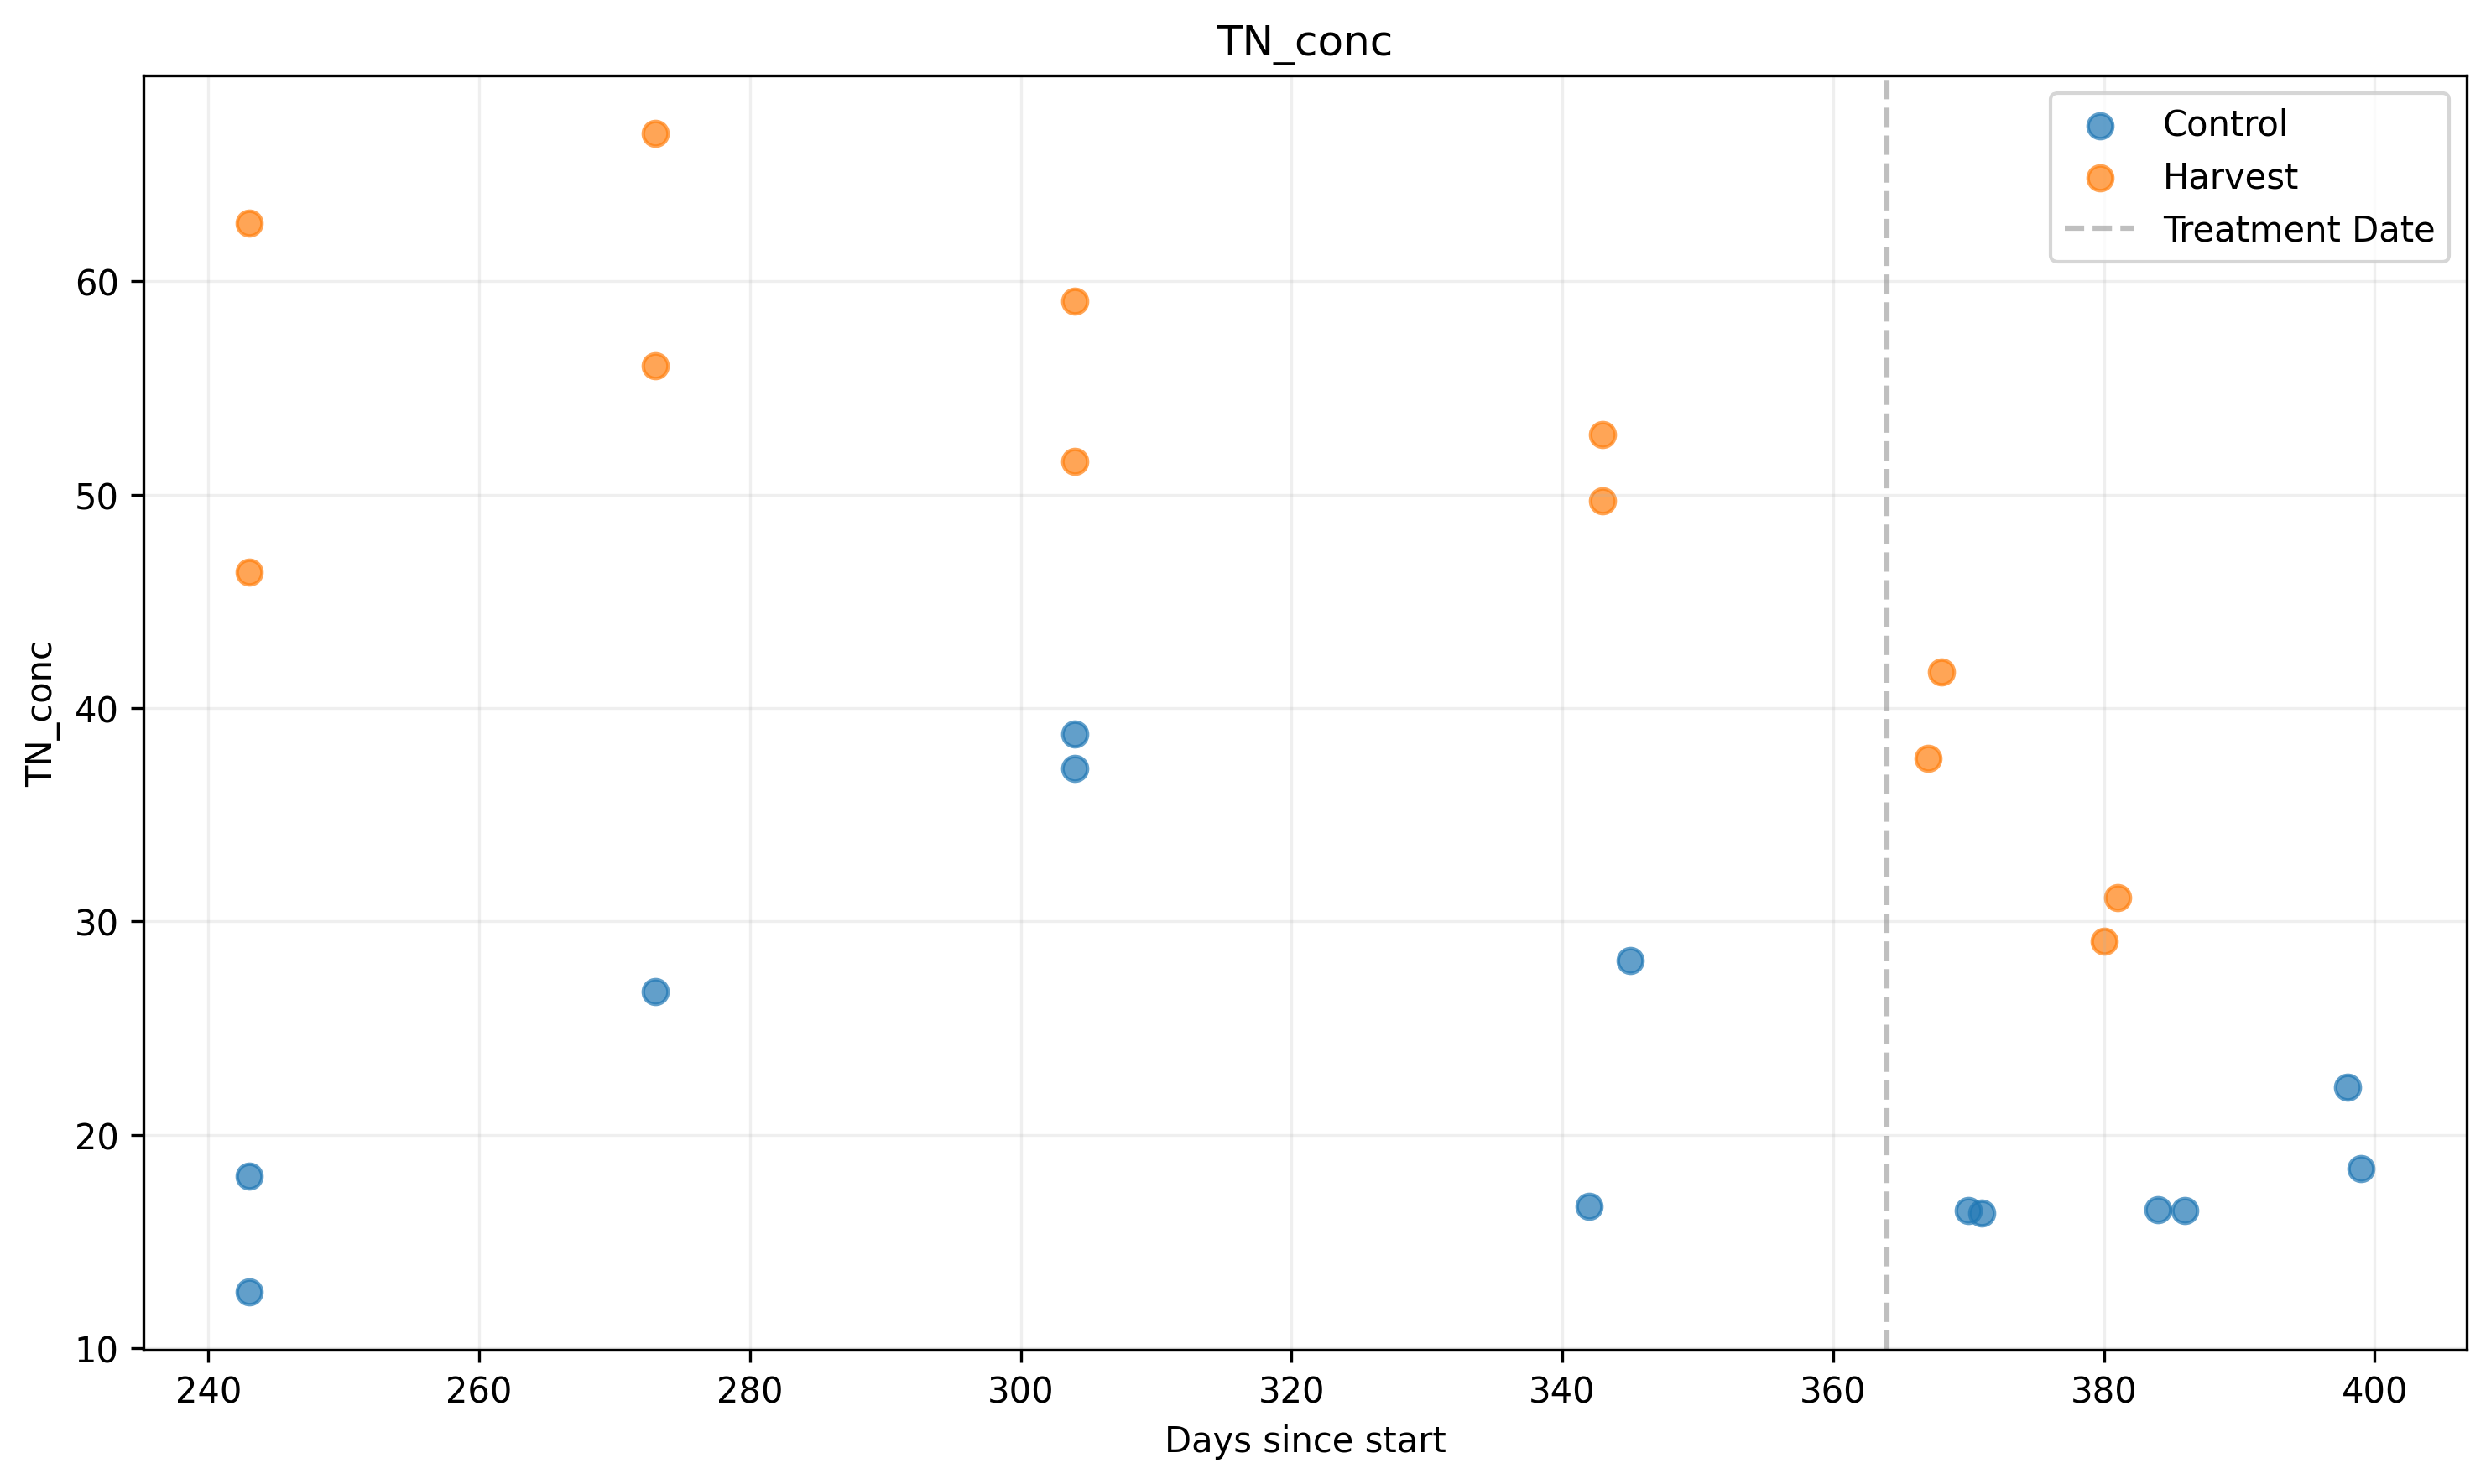 TN_conc
Control
Harvest
Treatment Date
TN_conc
60
50
40
30
20
10
240 260 280 300 320 340 360 380 400
Days since start